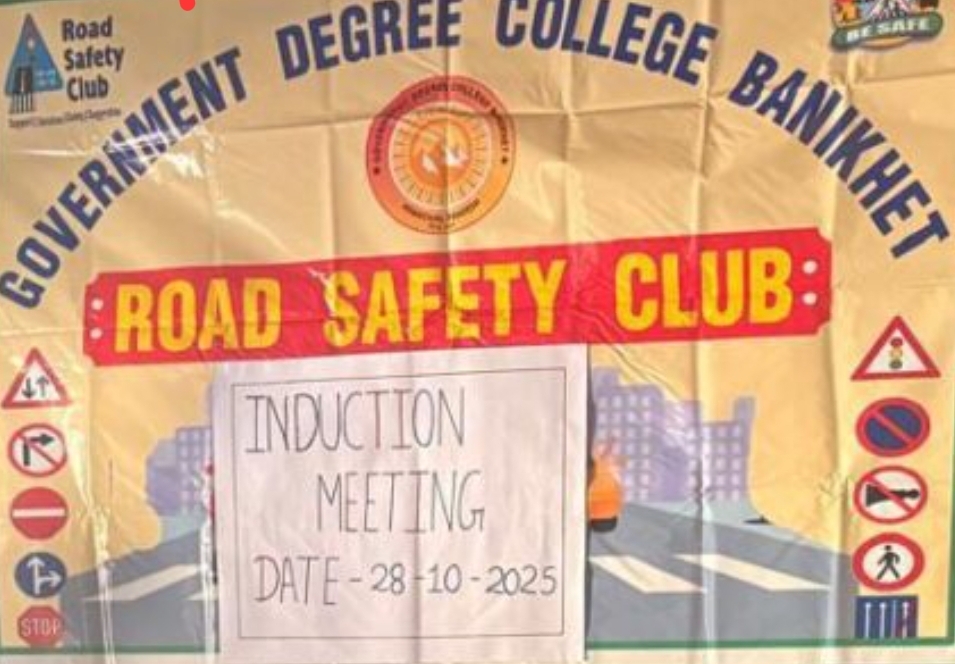 Road
Safety
Club
BE SAFE
GOVERNMENT DEGREE COLLEGE BANIKHET
ROAD SAFETY CLUB
INDUCTION
MEETING
DATE - 28 - 10 - 2025
STOP